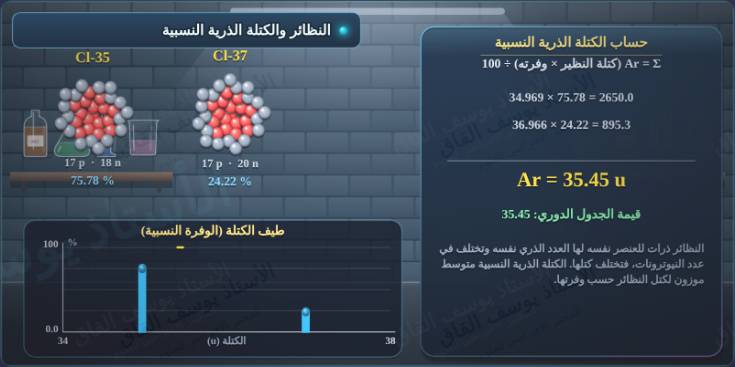 النظائر والكتلة الذرية النسبية
Cl-35
Cl-37
17 p · 18 n
17 p · 20 n
75.78 %
24.22 %
حساب الكتلة الذرية النسبية
Ar = Σ (كتلة النظير × وفرته) ÷ 100
34.969 × 75.78 = 2650.0
36.966 × 24.22 = 895.3
Ar = 35.45 u
قيمة الجدول الدوري: 35.45
النظائر ذرات للعنصر نفسه لها العدد الذري نفسه وتختلف في
عدد النيوترونات، فتختلف كتلها. الكتلة الذرية النسبية متوسط
موزون لكتل النظائر حسب وفرتها.
طيف الكتلة (الوفرة النسبية)
100
%
0.0
34
الكتلة (u)
38
الأستاذ يوسف القاق